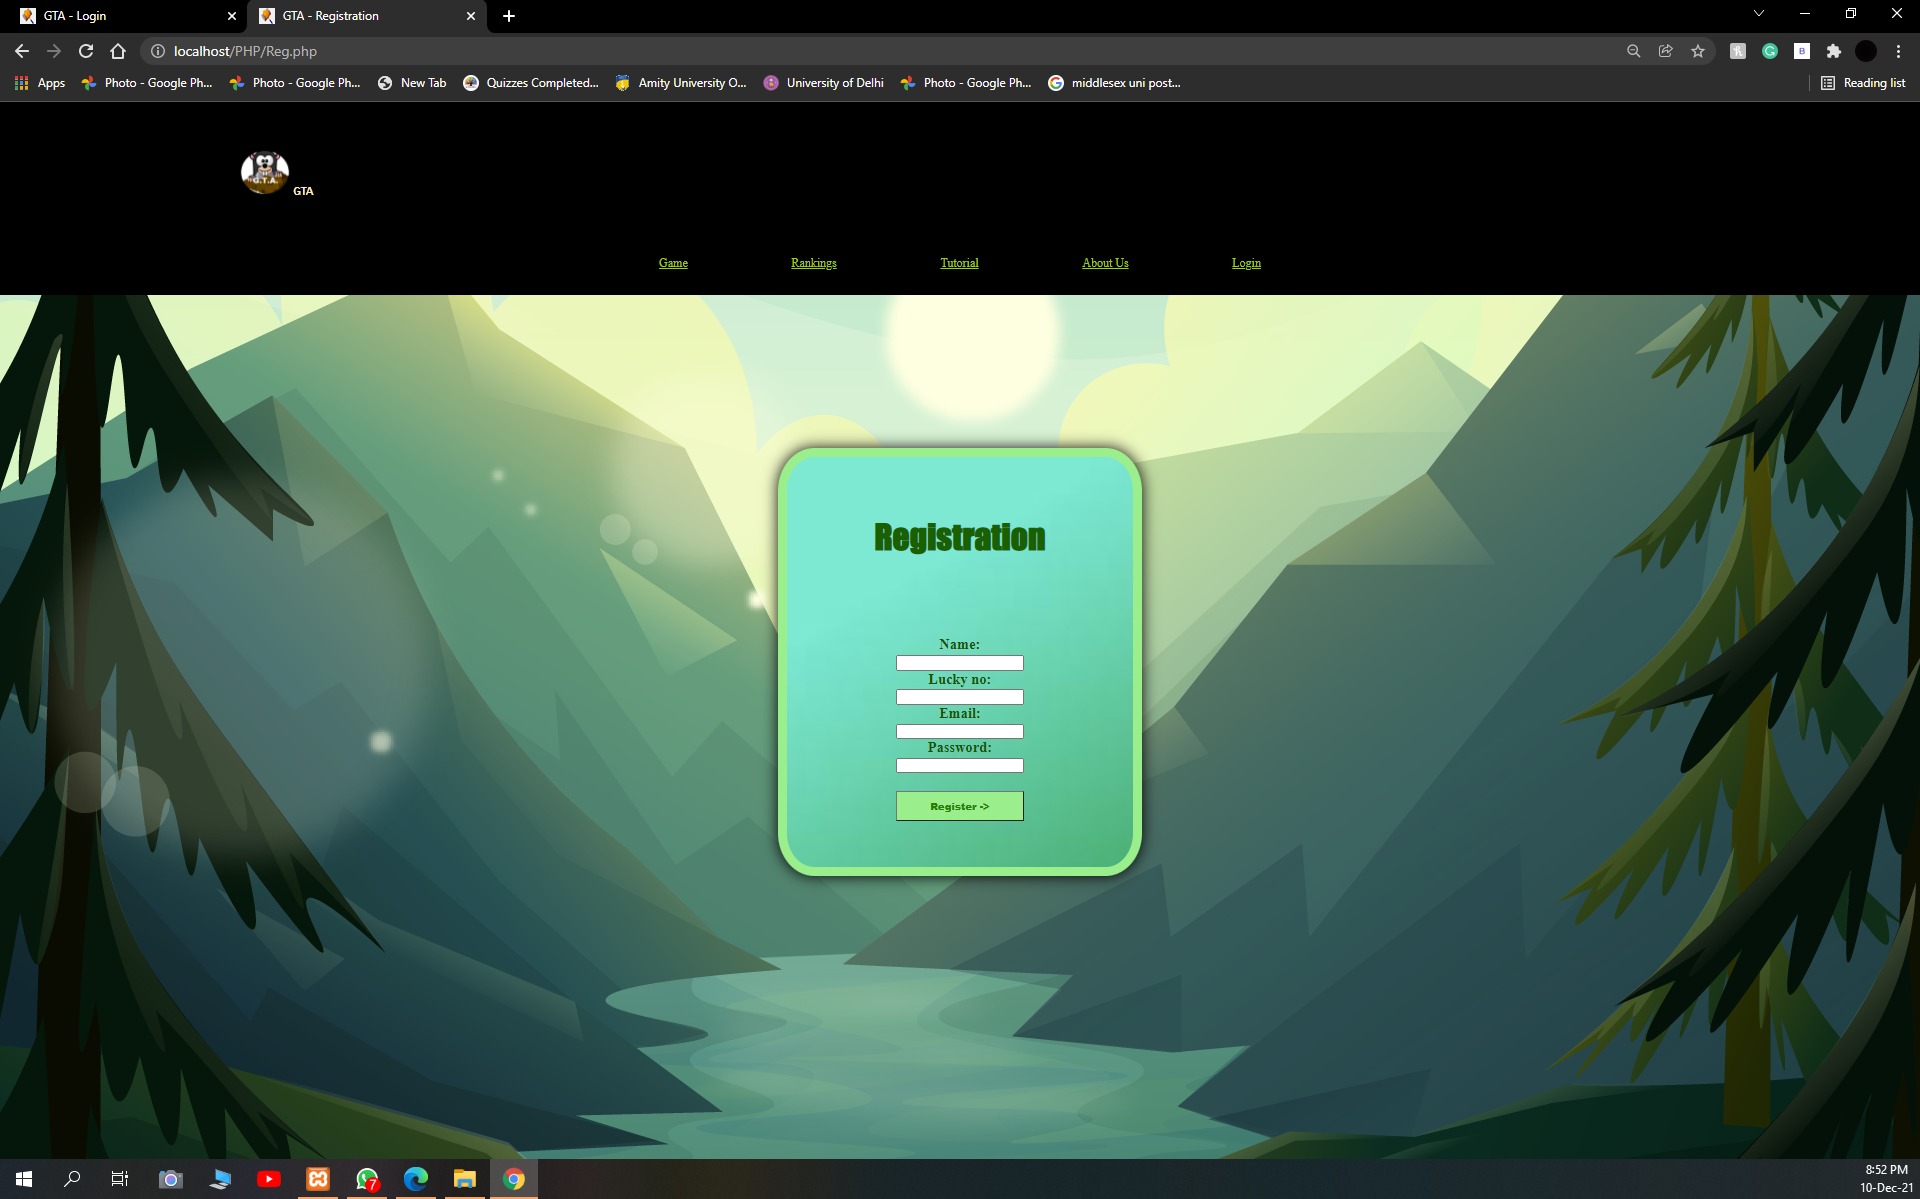 GTA - Login
GTA - Registration
localhost/PHP/Reg.php
Apps Photo - Google Ph... Photo - Google Ph... New Tab Quizzes Completed... Amity University O... University of Delhi Photo - Google Ph... middlesex uni post... Reading list
G.T.A.
GTA
Game Rankings Tutorial About Us Login
Registration
Name:
Lucky no:
Email:
Password:
Register ->
7
8:52 PM
10-Dec-21